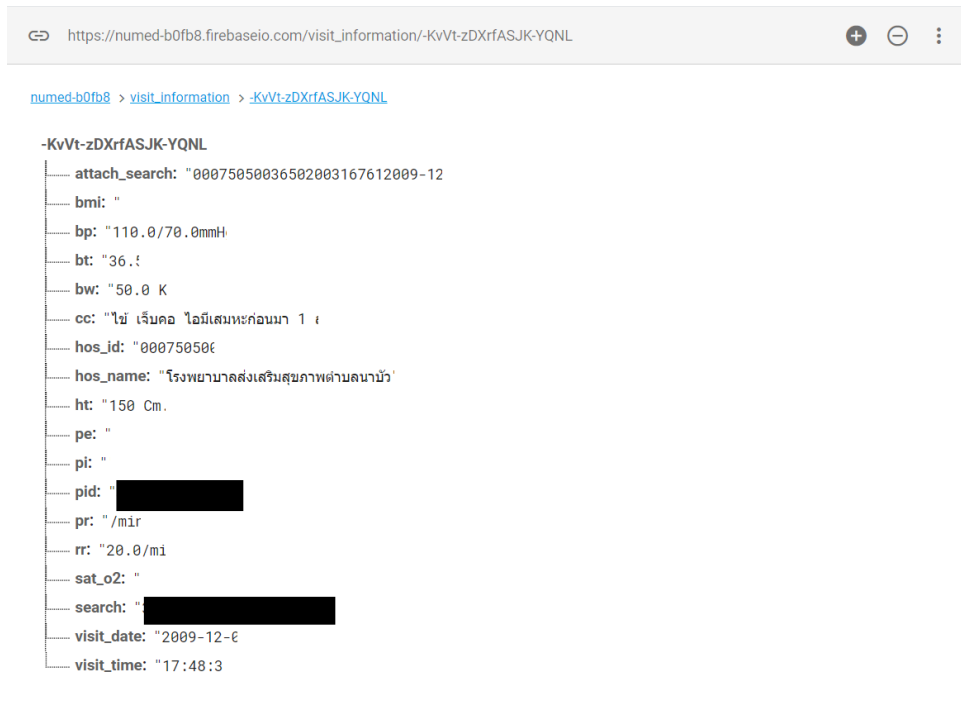 https://numed-b0fb8.firebaseio.com/visit_information/-KvVt-zDXrfASJK-YQNL
numed-b0fb8 > visit_information > -KvVt-zDXrfASJK-YQNL
-KvVt-zDXrfASJK-YQNL
attach_search: "00075050036502003167612009-12
bmi: "
bp: "110.0/70.0mmH
bt: "36.5
bw: "50.0 K
cc: "ไข้ เจ็บคอ ไอมีเสมหะก่อนมา 1
hos_id: "000750500
hos_name: "โรงพยาบาลส่งเสริมสุขภาพตำบลนาบัว"
ht: "150 Cm.
pe: "
pi: "
pid: "
pr: "/min
rr: "20.0/mi
sat_o2: "
search: "
visit_date: "2009-12-0
visit_time: "17:48:3